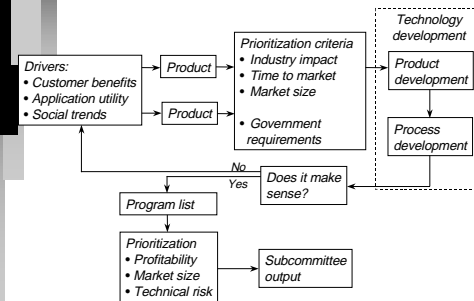 Technology
development
Drivers:
• Customer benefits
• Application utility
• Social trends
Product
Product
Prioritization criteria
• Industry impact
• Time to market
• Market size
• Government
requirements
Product
development
Process
development
No
Yes
Does it make
sense?
Program list
Prioritization
• Profitability
• Market size
• Technical risk
Subcommittee
output